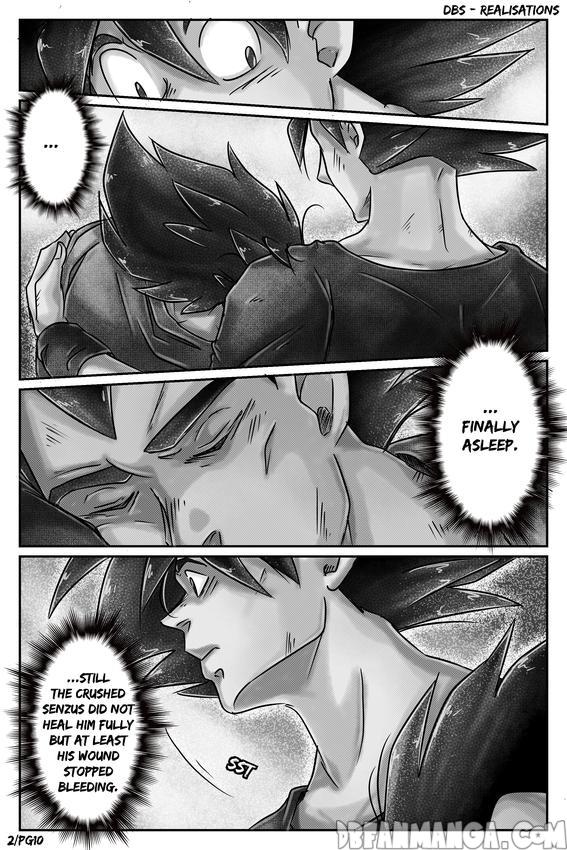 DBS - REALISATIONS
...
...
FINALLY
ASLEEP.
...STILL
THE CRUSHED
SENZUS DID NOT
HEAL HIM FULLY
BUT AT LEAST
HIS WOUND
STOPPED
BLEEDING.
SST
2/PG10
DBFANMANGA.COM